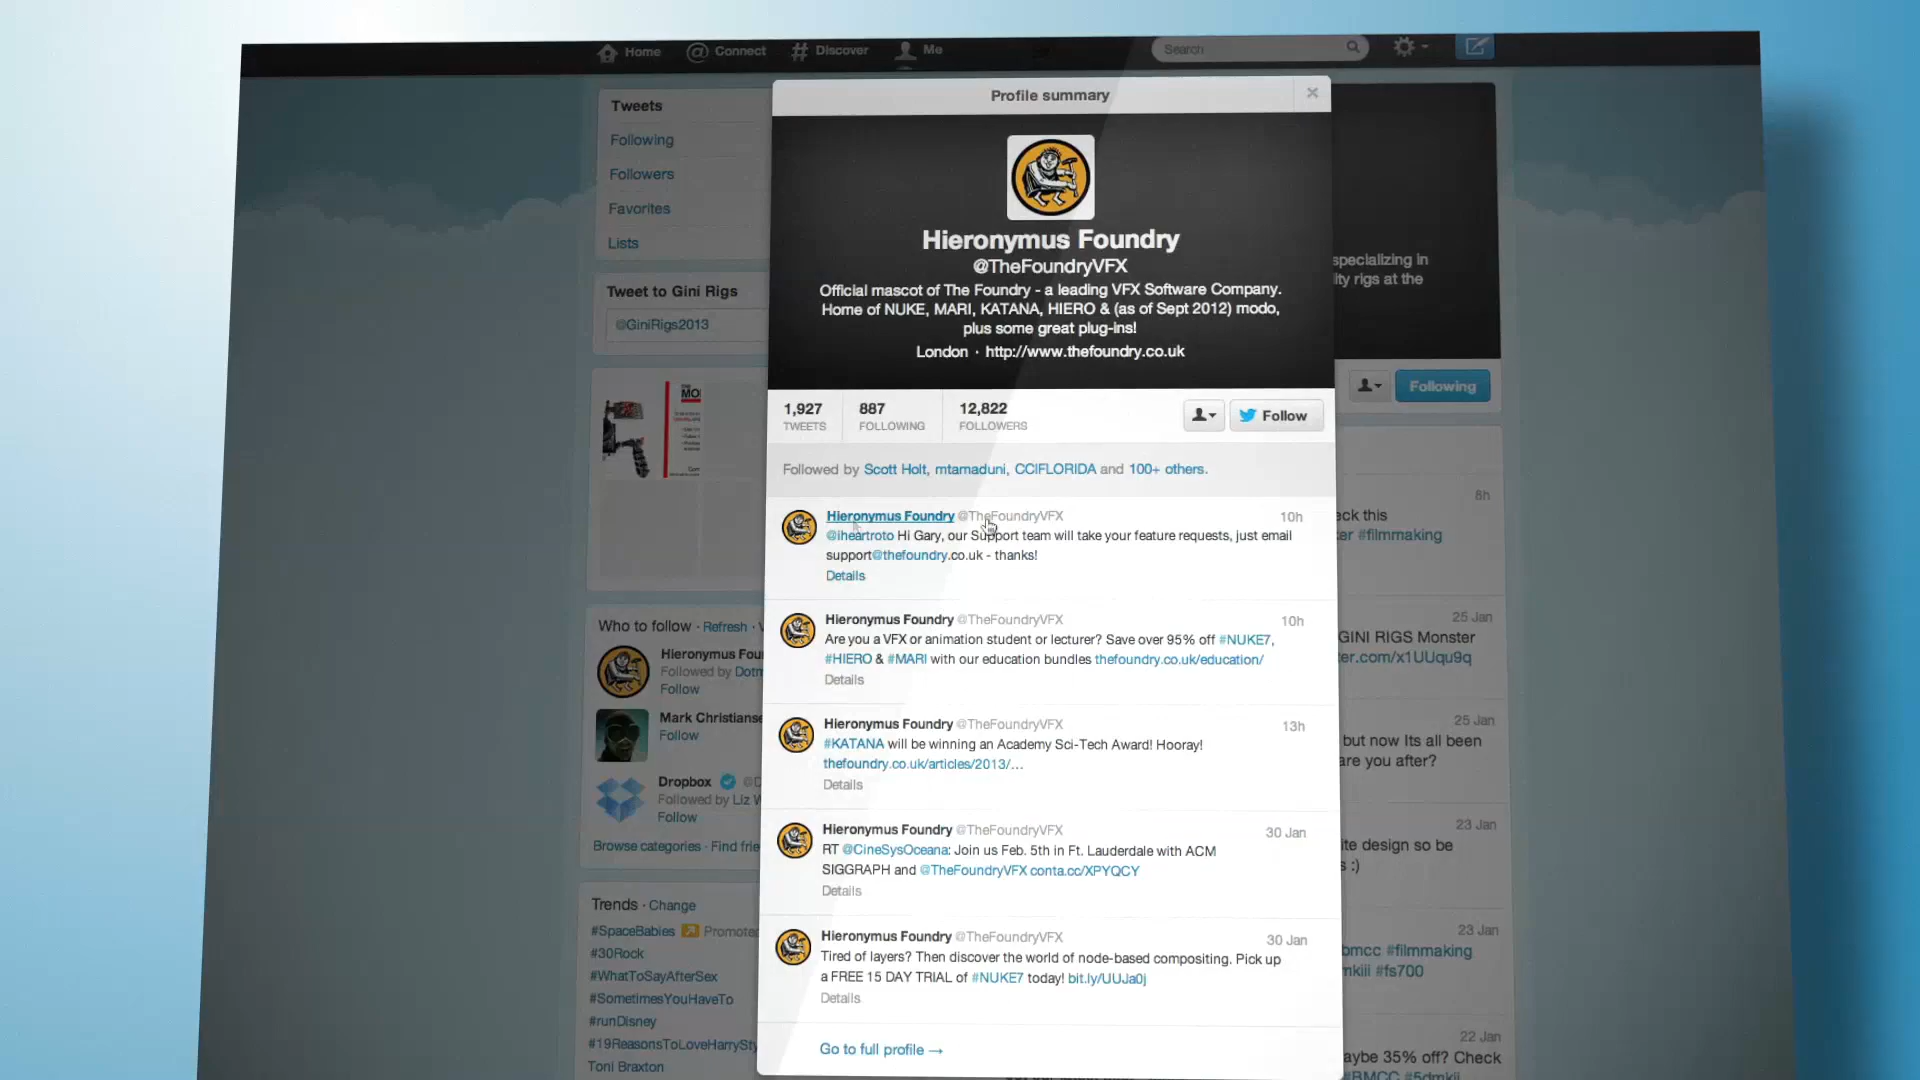 Home
Connect
Discover
Me
Search
Profile summary
Tweets
Following
Followers
Favorites
Lists
Tweet to Gini Rigs
@GiniRigs2013
Hieronymus Foundry
@TheFoundryVFX
Official mascot of The Foundry - a leading VFX Software Company.
Home of NUKE, MARI, KATANA, HIERO & (as of Sept 2012) modo,
plus some great plug-ins!
London · http://www.thefoundry.co.uk
specializing in
ity rigs at the
Following
1,927
TWEETS
887
FOLLOWING
12,822
FOLLOWERS
Follow
Followed by Scott Holt, mtamaduni, CCIFLORIDA and 100+ others.
Hieronymus Foundry @TheFoundryVFX 10h
@iheartroto Hi Gary, our Support team will take your feature requests, just email
support@thefoundry.co.uk - thanks!
Details
Hieronymus Foundry @TheFoundryVFX 10h
Are you a VFX or animation student or lecturer? Save over 95% off #NUKE7,
#HIERO & #MARI with our education bundles thefoundry.co.uk/education/
Details
Hieronymus Foundry @TheFoundryVFX 13h
#KATANA will be winning an Academy Sci-Tech Award! Hooray!
thefoundry.co.uk/articles/2013/…
Details
Hieronymus Foundry @TheFoundryVFX 30 Jan
RT @CineSysOceana: Join us Feb. 5th in Ft. Lauderdale with ACM
SIGGRAPH and @TheFoundryVFX conta.cc/XPYQCY
Details
Hieronymus Foundry @TheFoundryVFX 30 Jan
Tired of layers? Then discover the world of node-based compositing. Pick up
a FREE 15 DAY TRIAL of #NUKE7 today! bit.ly/UUJa0j
Details
Go to full profile →
MO
Who to follow · Refresh ·
Hieronymus Fou
Followed by Dotm
Follow
Mark Christianse
Follow
Dropbox
Followed by Liz W
Follow
Browse categories · Find frie
Trends · Change
#SpaceBabies Promote
#30Rock
#WhatToSayAfterSex
#SometimesYouHaveTo
#runDisney
#19ReasonsToLoveHarrySty
Toni Braxton
8h
eck this
er #filmmaking
25 Jan
GINI RIGS Monster
ter.com/x1UUqu9q
25 Jan
but now Its all been
are you after?
23 Jan
ite design so be
s :)
23 Jan
bmcc #filmmaking
mkiii #fs700
22 Jan
aybe 35% off? Check
#BMCC #5dmkii